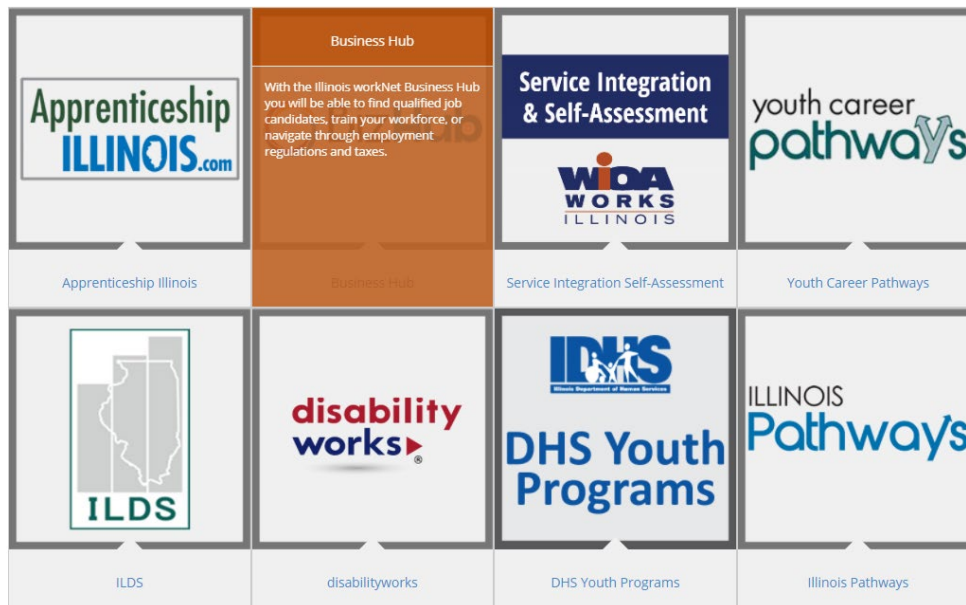 Apprenticeship
ILLINOIS.com
Apprenticeship Illinois
Business Hub
With the Illinois workNet Business Hub
you will be able to find qualified job
candidates, train your workforce, or
navigate through employment
regulations and taxes.
Business Hub
Service Integration
& Self-Assessment
WIOA
WORKS
ILLINOIS
Service Integration Self-Assessment
youth career
pathways
Youth Career Pathways
ILDS
ILDS
disability
works
®
disabilityworks
IDHS
Illinois Department of Human Services
DHS Youth
Programs
DHS Youth Programs
ILLINOIS
Pathways
Illinois Pathways